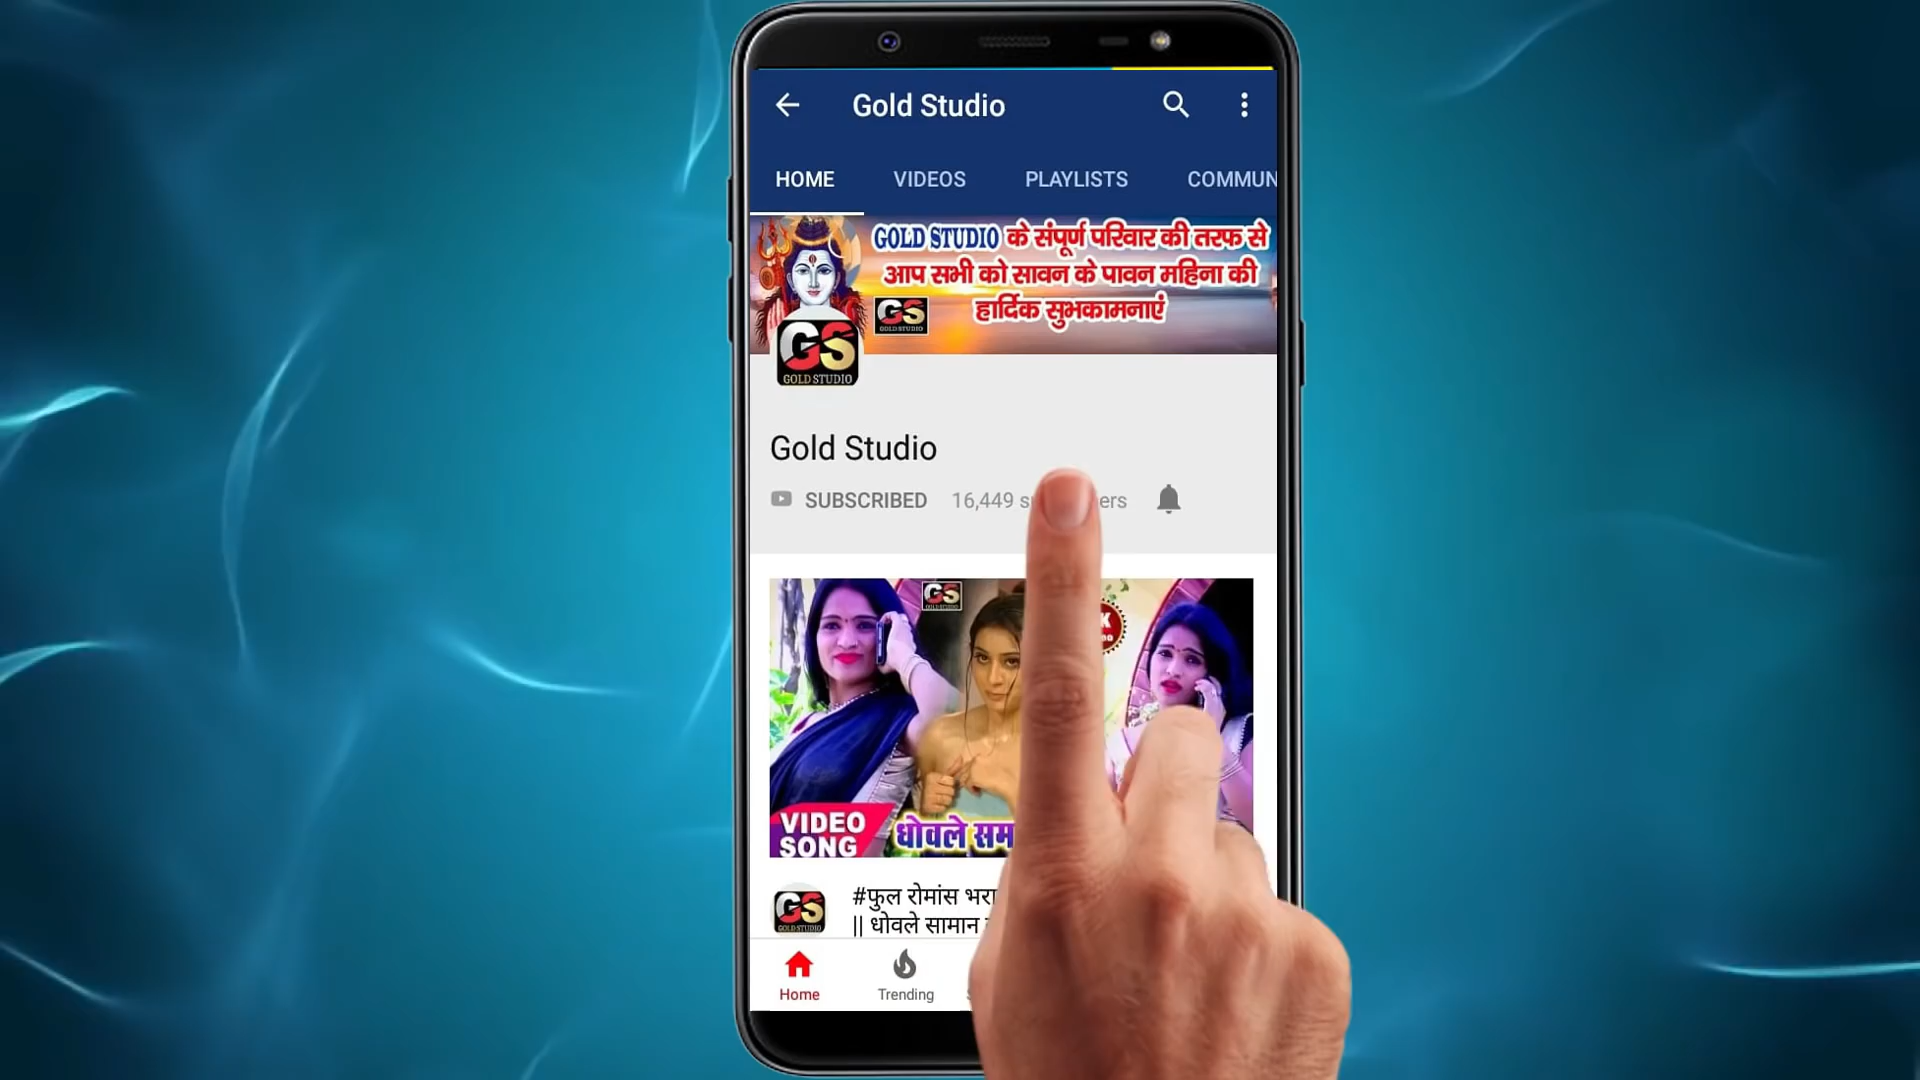 Gold Studio
HOME VIDEOS PLAYLISTS COMMUN
GOLD STUDIO के संपूर्ण परिवार की तरफ से
आप सभी को सावन के पावन महिना की
हार्दिक सुभकामनाएं
GS
GOLD STUDIO
GS
GOLD STUDIO
Gold Studio
SUBSCRIBED 16,449 ers
GS
GOLD STUDIO
VIDEO
SONG
धोवले सम
#फुल रोमांस भरा
|| धोवले सामान
GS
GOLD STUDIO
Home Trending